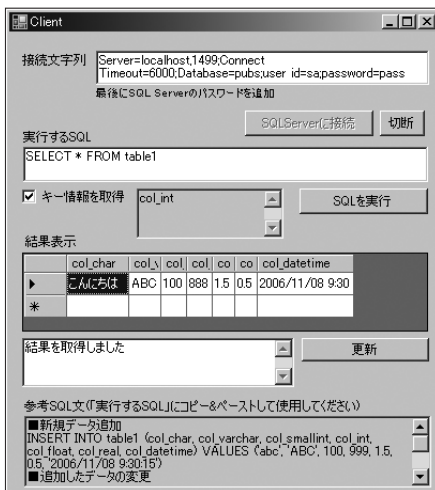 Client
接続文字列
Server=localhost,1499;Connect
Timeout=6000;Database=pubs;user id=sa;password=pass
最後にSQL Serverのパスワードを追加
SQLServerに接続 切断
実行するSQL
SELECT * FROM table1
キー情報を取得 col_int SQLを実行
結果表示
col_char col_v col_ col_ co co col_datetime
こんにちは ABC 100 888 1.5 0.5 2006/11/08 9:30
結果を取得しました 更新
参考SQL文(「実行するSQL」にコピー&ペーストして使用してください)
■新規データ追加
INSERT INTO table1 (col_char, col_varchar, col_smallint, col_int,
col_float, col_real, col_datetime) VALUES ('abc', 'ABC', 100, 999, 1.5,
0.5, '2006/11/08 9:30:15')
■追加したデータの変更